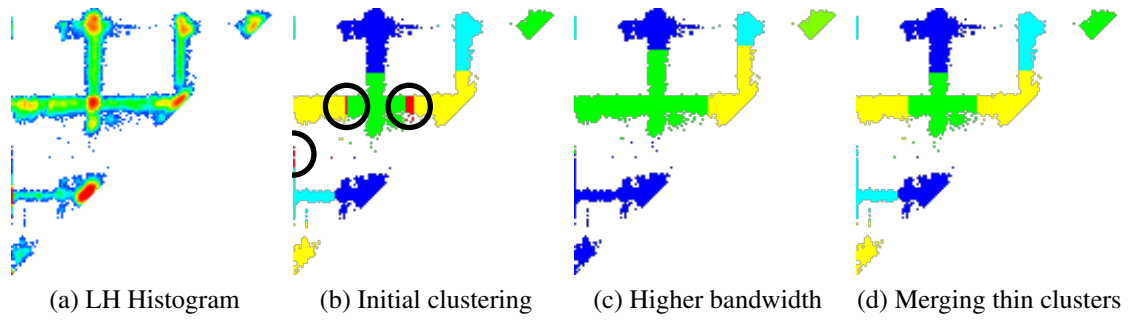 (a) LH Histogram
(b) Initial clustering
(c) Higher bandwidth
(d) Merging thin clusters